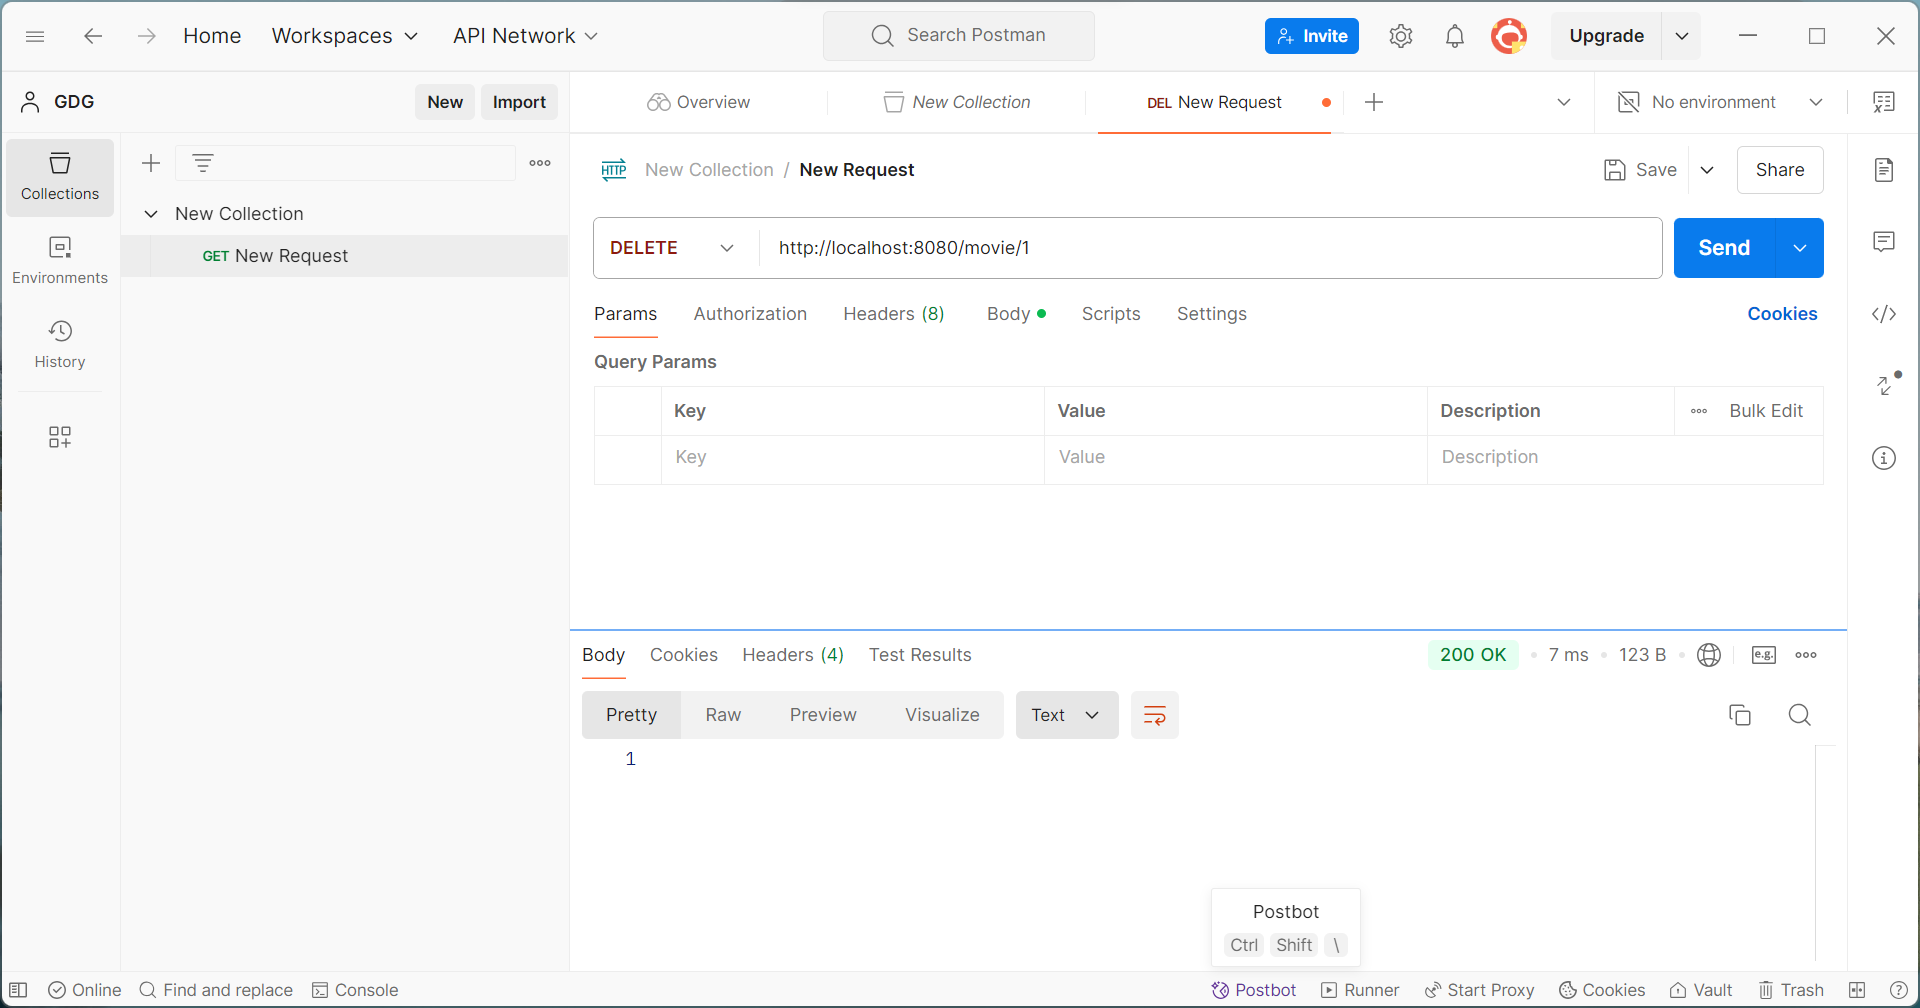 Home Workspaces API Network Search Postman Invite Upgrade
GDG New Import Overview New Collection DEL New Request No environment
Collections
New Collection / New Request Save Share
New Collection
GET New Request
DELETE http://localhost:8080/movie/1 Send
Environments
Params Authorization Headers (8) Body Scripts Settings Cookies
History
Query Params
Key Value Description Bulk Edit
Key Value Description
Body Cookies Headers (4) Test Results 200 OK 7 ms 123 B e.g.
Pretty Raw Preview Visualize Text
1
Postbot
Ctrl Shift \
Online Find and replace Console Postbot Runner Start Proxy Cookies Vault Trash